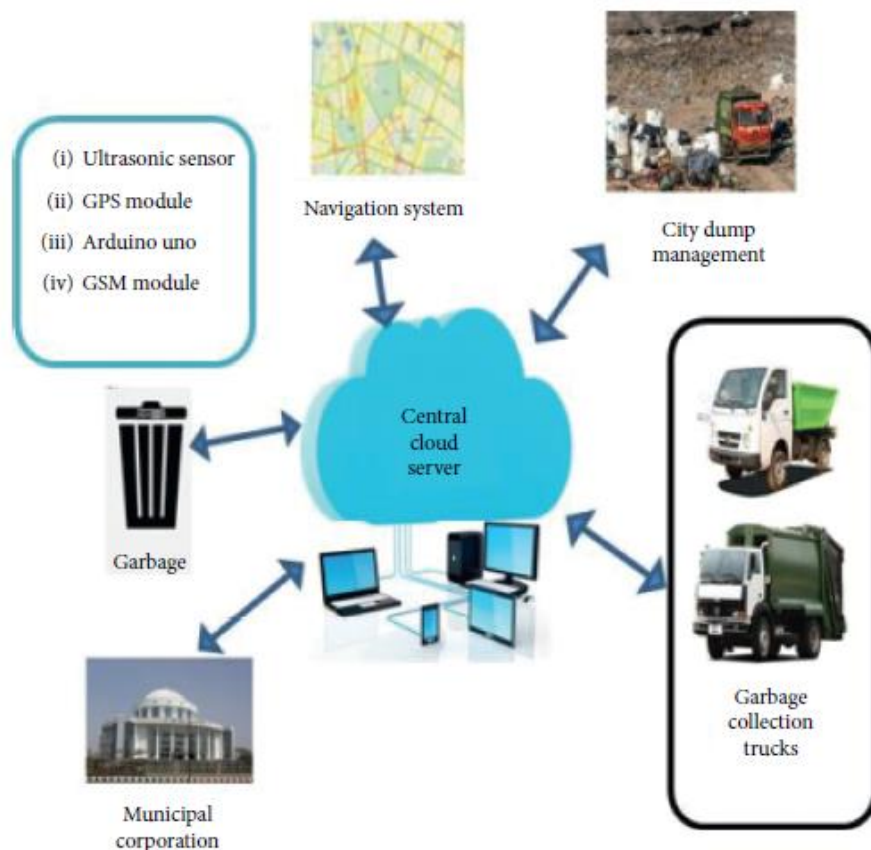 (i) Ultrasonic sensor
(ii) GPS module
(iii) Arduino uno
(iv) GSM module
Navigation system
City dump
management
Central
cloud
server
Garbage
Garbage
collection
trucks
Municipal
corporation